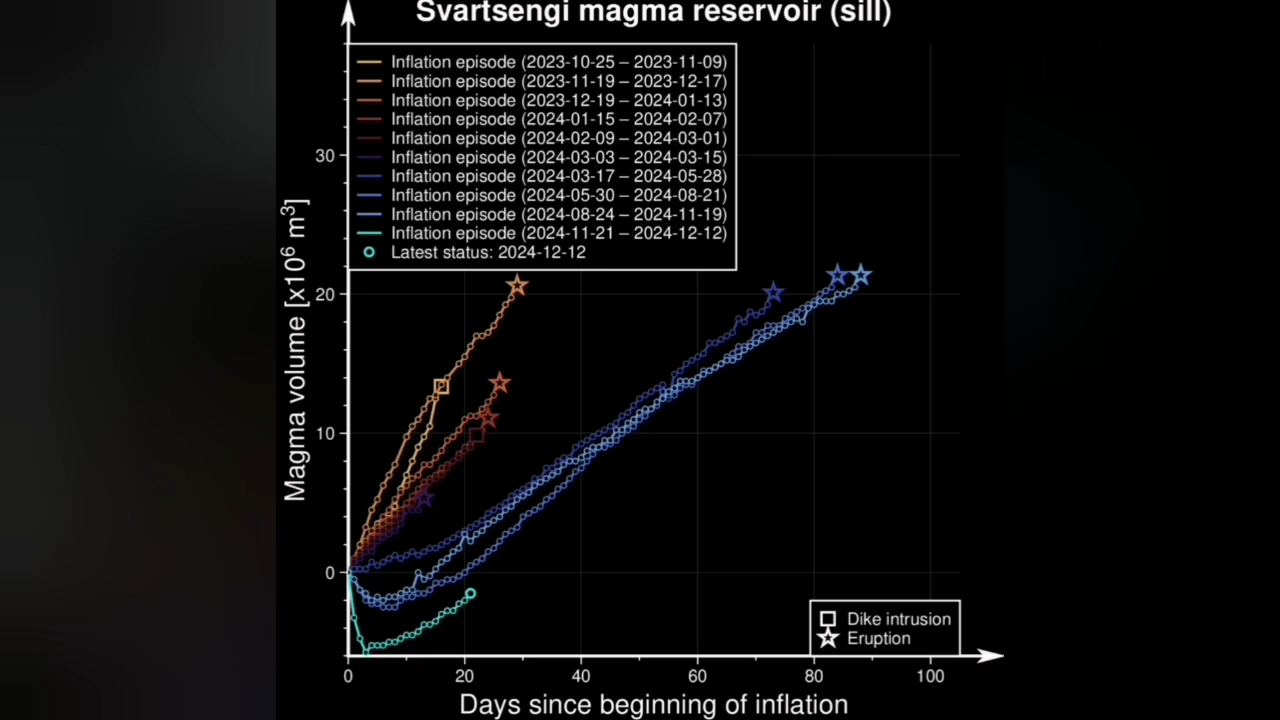 Svartsengi magma reservoir (sill)
Inflation episode (2023-10-25 – 2023-11-09)
Inflation episode (2023-11-19 – 2023-12-17)
Inflation episode (2023-12-19 – 2024-01-13)
Inflation episode (2024-01-15 – 2024-02-07)
Inflation episode (2024-02-09 – 2024-03-01)
Inflation episode (2024-03-03 – 2024-03-15)
Inflation episode (2024-03-17 – 2024-05-28)
Inflation episode (2024-05-30 – 2024-08-21)
Inflation episode (2024-08-24 – 2024-11-19)
Inflation episode (2024-11-21 – 2024-12-12)
Latest status: 2024-12-12
Magma volume [x10⁶ m³]
30
20
10
0
Dike intrusion
Eruption
0 20 40 60 80 100
Days since beginning of inflation